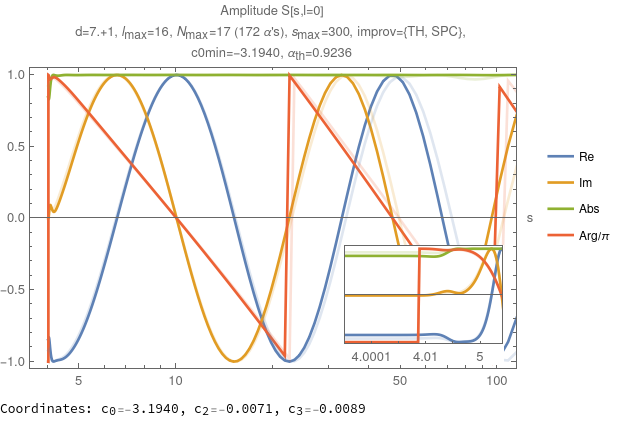 Amplitude S[s,l=0]
d=7.+1, lmax=16, Nmax=17 (172 α's), smax=300, improv={TH, SPC},
c0min=-3.1940, αth=0.9236
1.0
0.5
0.0
-0.5
-1.0
5
10
50
100
s
4.0001
4.01
5
Re
Im
Abs
Arg/π
Coordinates: c0=-3.1940, c2=-0.0071, c3=-0.0089